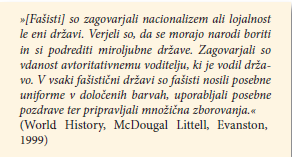 »[Fašisti] so zagovarjali nacionalizem ali lojalnost
le eni državi. Verjeli so, da se morajo narodi boriti
in si podrediti miroljubne države. Zagovarjali so
vdanost avtoritativnemu voditelju, ki je vodil drža-
vo. V vsaki fašistični državi so fašisti nosili posebne
uniforme v določenih barvah, uporabljali posebne
pozdrave ter pripravljali množična zborovanja.«
(World History, McDougal Littell, Evanston,
1999)